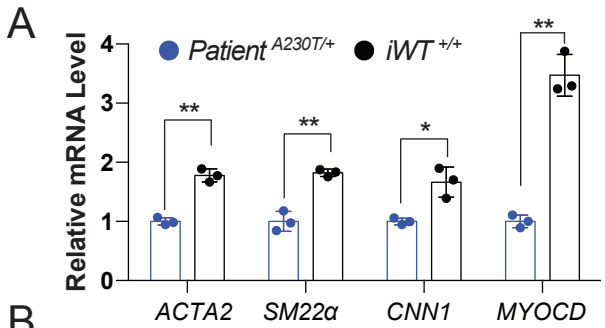 A
Patient A230T/+ iWT +/+
Relative mRNA Level
4
3
2
1
0
** ** * **
ACTA2 SM22α CNN1 MYOCD
B